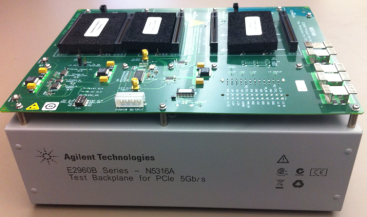 Agilent Technologies
E2960B Series - N5316A
Test Backplane for PCIe 5Gb/s